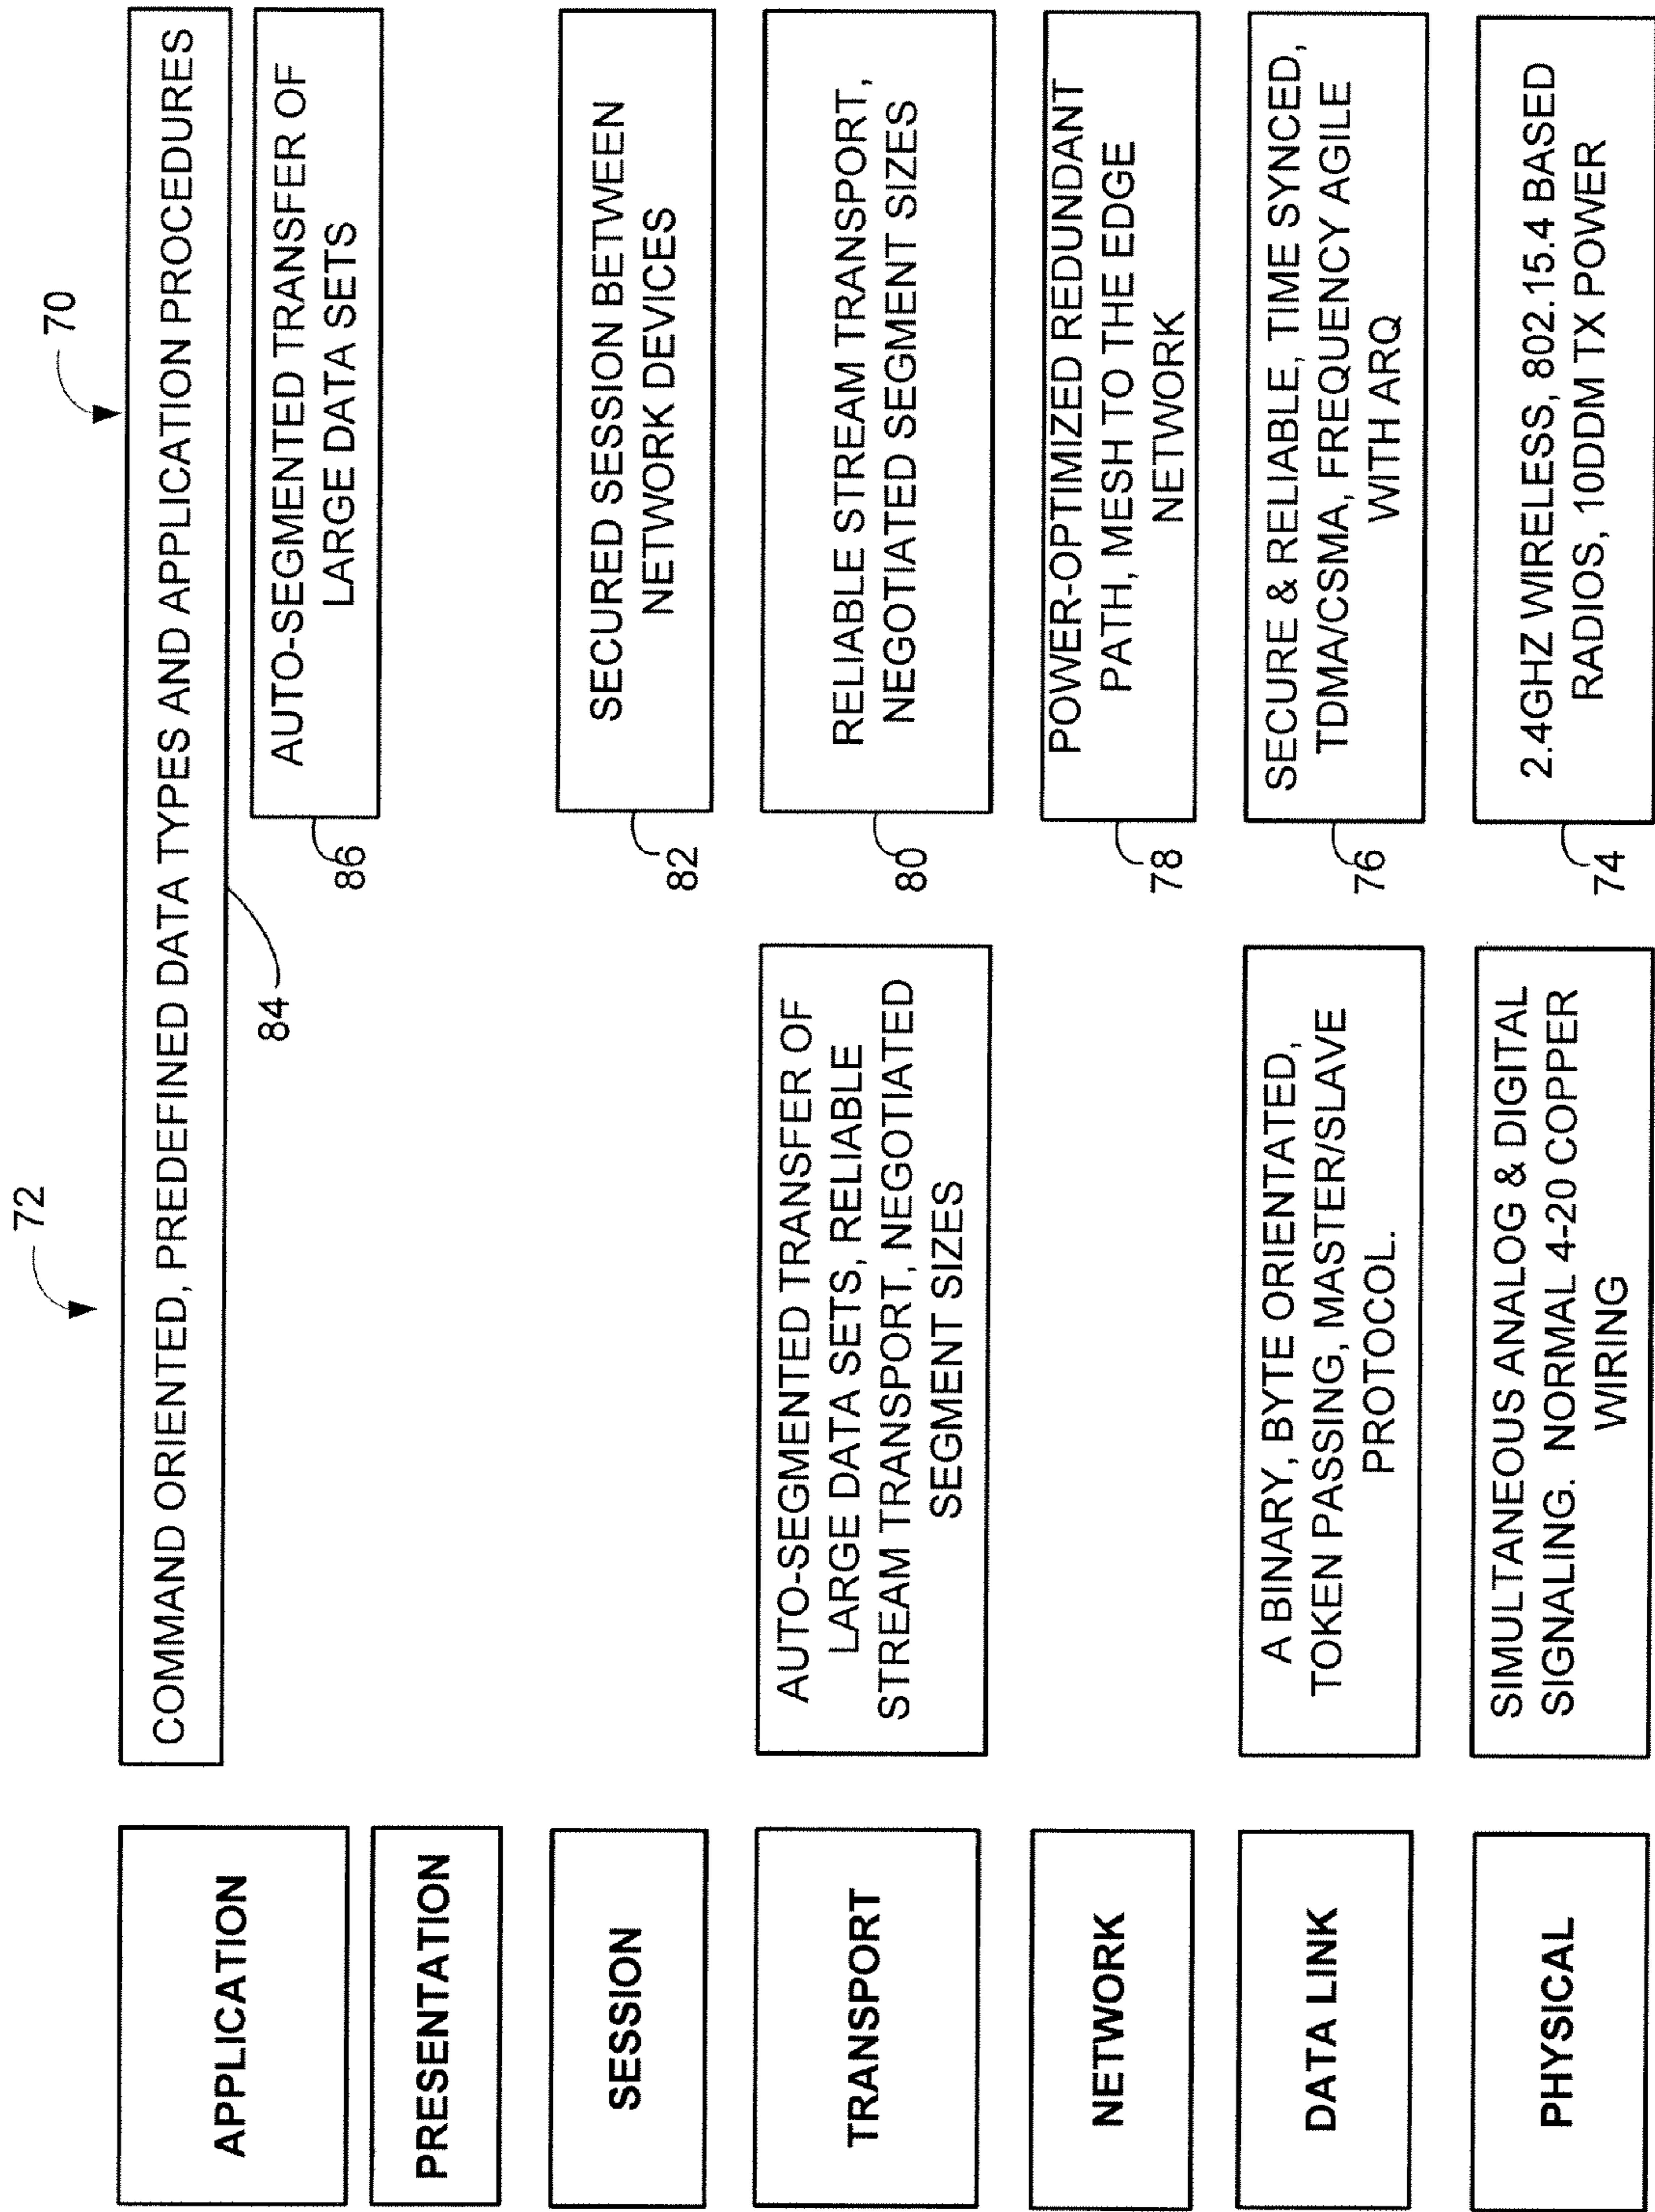 72
70
APPLICATION
COMMAND ORIENTED, PREDEFINED DATA TYPES AND APPLICATION PROCEDURES
84
86
AUTO-SEGMENTED TRANSFER OF
LARGE DATA SETS
PRESENTATION
SESSION
82
SECURED SESSION BETWEEN
NETWORK DEVICES
TRANSPORT
AUTO-SEGMENTED TRANSFER OF
LARGE DATA SETS, RELIABLE
STREAM TRANSPORT, NEGOTIATED
SEGMENT SIZES
80
RELIABLE STREAM TRANSPORT,
NEGOTIATED SEGMENT SIZES
NETWORK
78
POWER-OPTIMIZED REDUNDANT
PATH, MESH TO THE EDGE
NETWORK
DATA LINK
A BINARY, BYTE ORIENTATED,
TOKEN PASSING, MASTER/SLAVE
PROTOCOL.
76
SECURE & RELIABLE, TIME SYNCED,
TDMA/CSMA, FREQUENCY AGILE
WITH ARQ
PHYSICAL
SIMULTANEOUS ANALOG & DIGITAL
SIGNALING. NORMAL 4-20 COPPER
WIRING
74
2.4GHZ WIRELESS, 802.15.4 BASED
RADIOS, 10DDM TX POWER